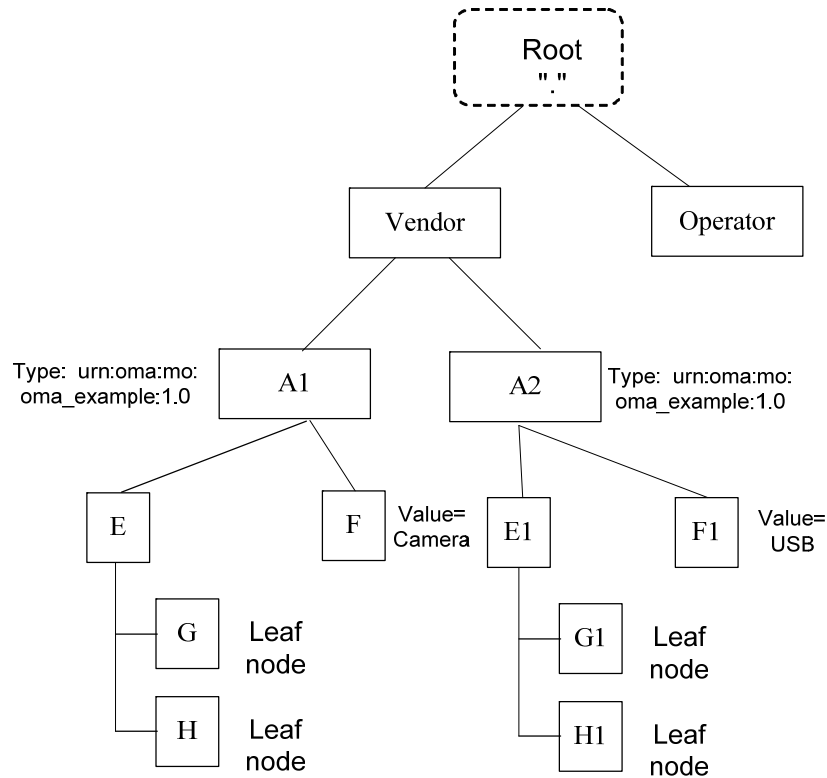 Root
"."
Vendor
Operator
Type: urn:oma:mo:
oma_example:1.0
A1
A2
Type: urn:oma:mo:
oma_example:1.0
E
F
Value=
Camera
E1
F1
Value=
USB
G
Leaf
node
G1
Leaf
node
H
Leaf
node
H1
Leaf
node